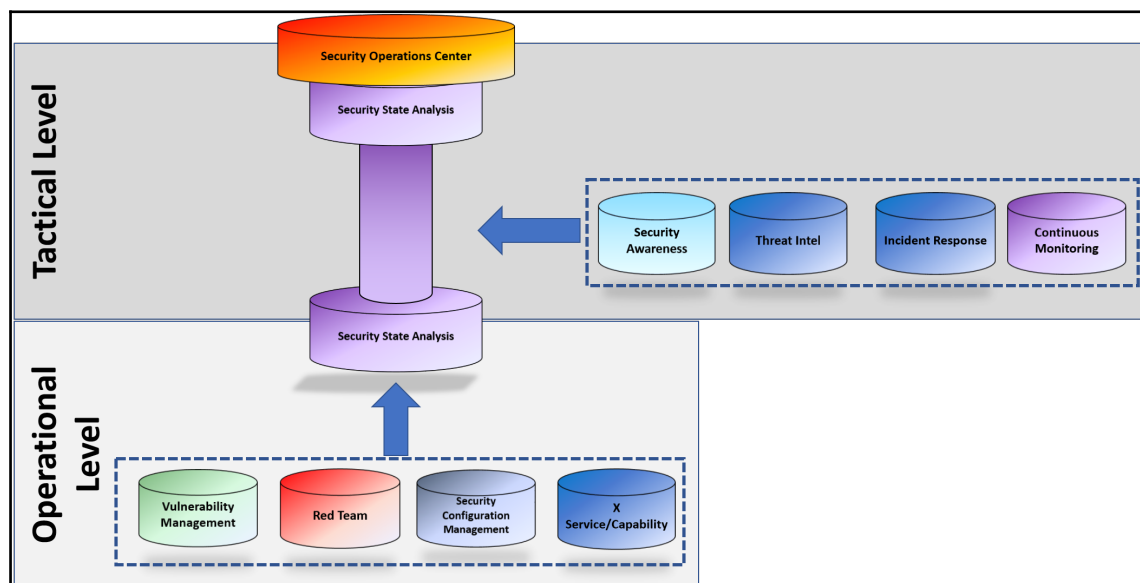 Security Operations Center
Security State Analysis
Tactical Level
Security
Awareness
Threat Intel
Incident Response
Continuous
Monitoring
Security State Analysis
Operational
Level
Vulnerability
Management
Red Team
Security
Configuration
Management
X
Service/Capability